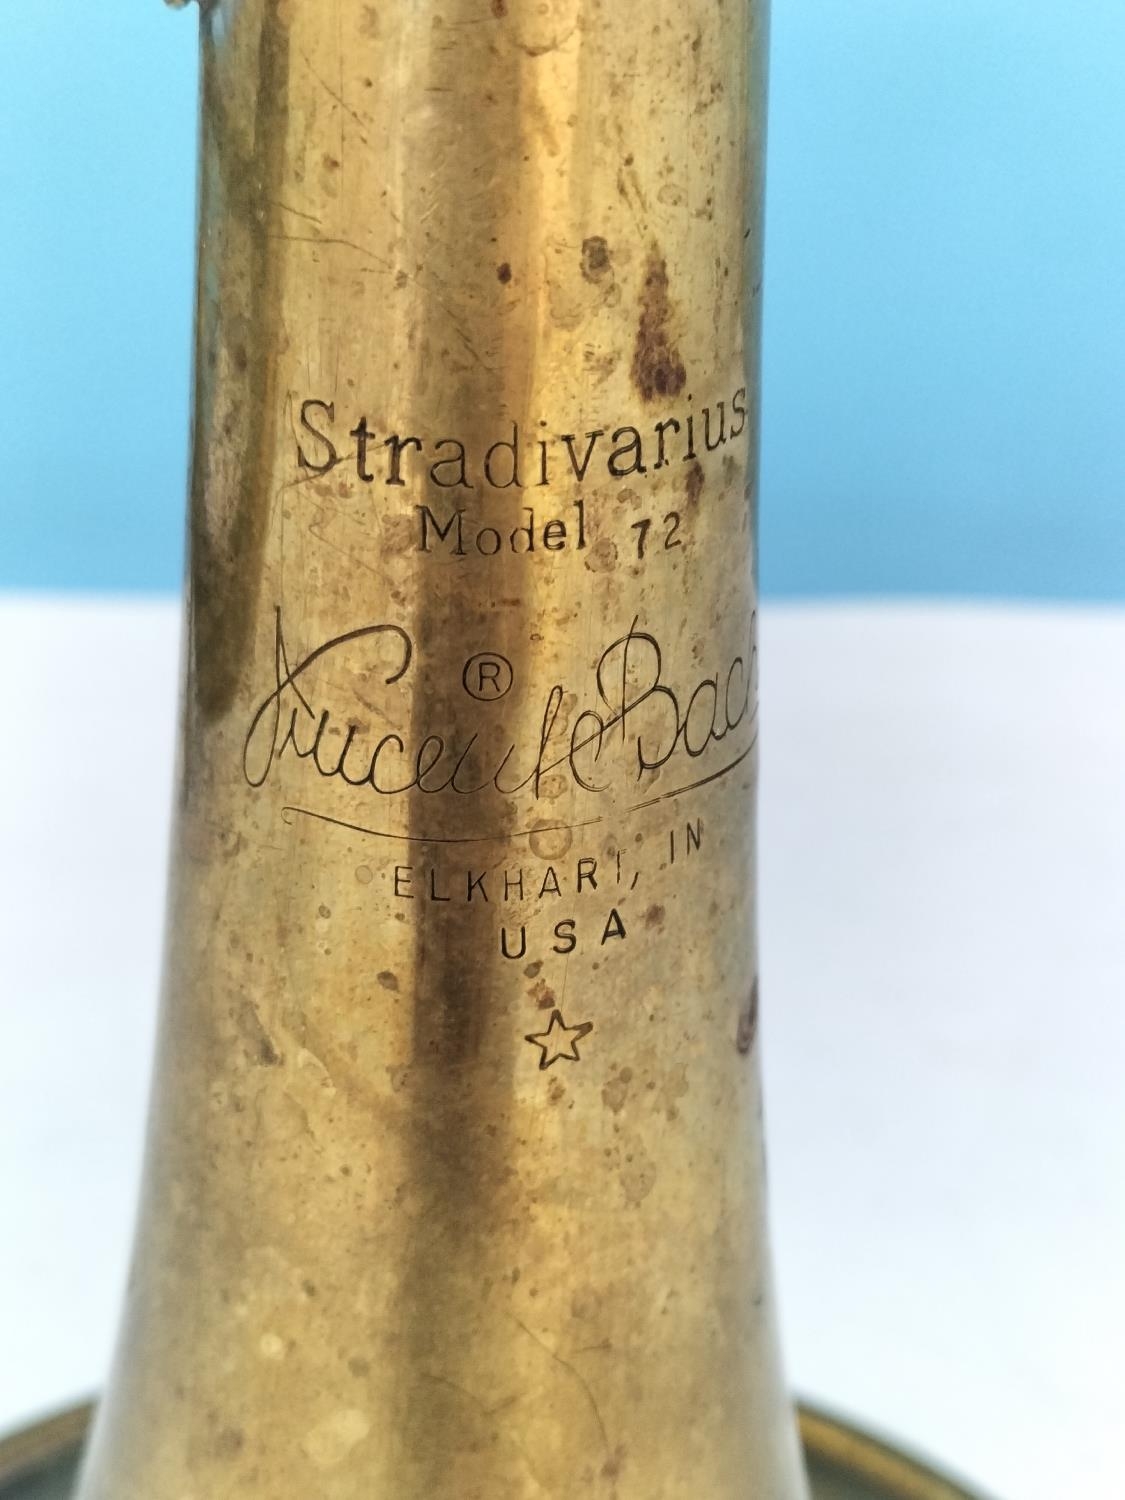 Stradivarius
Model 72
®
Vincent Bach
ELKHART, IN
USA